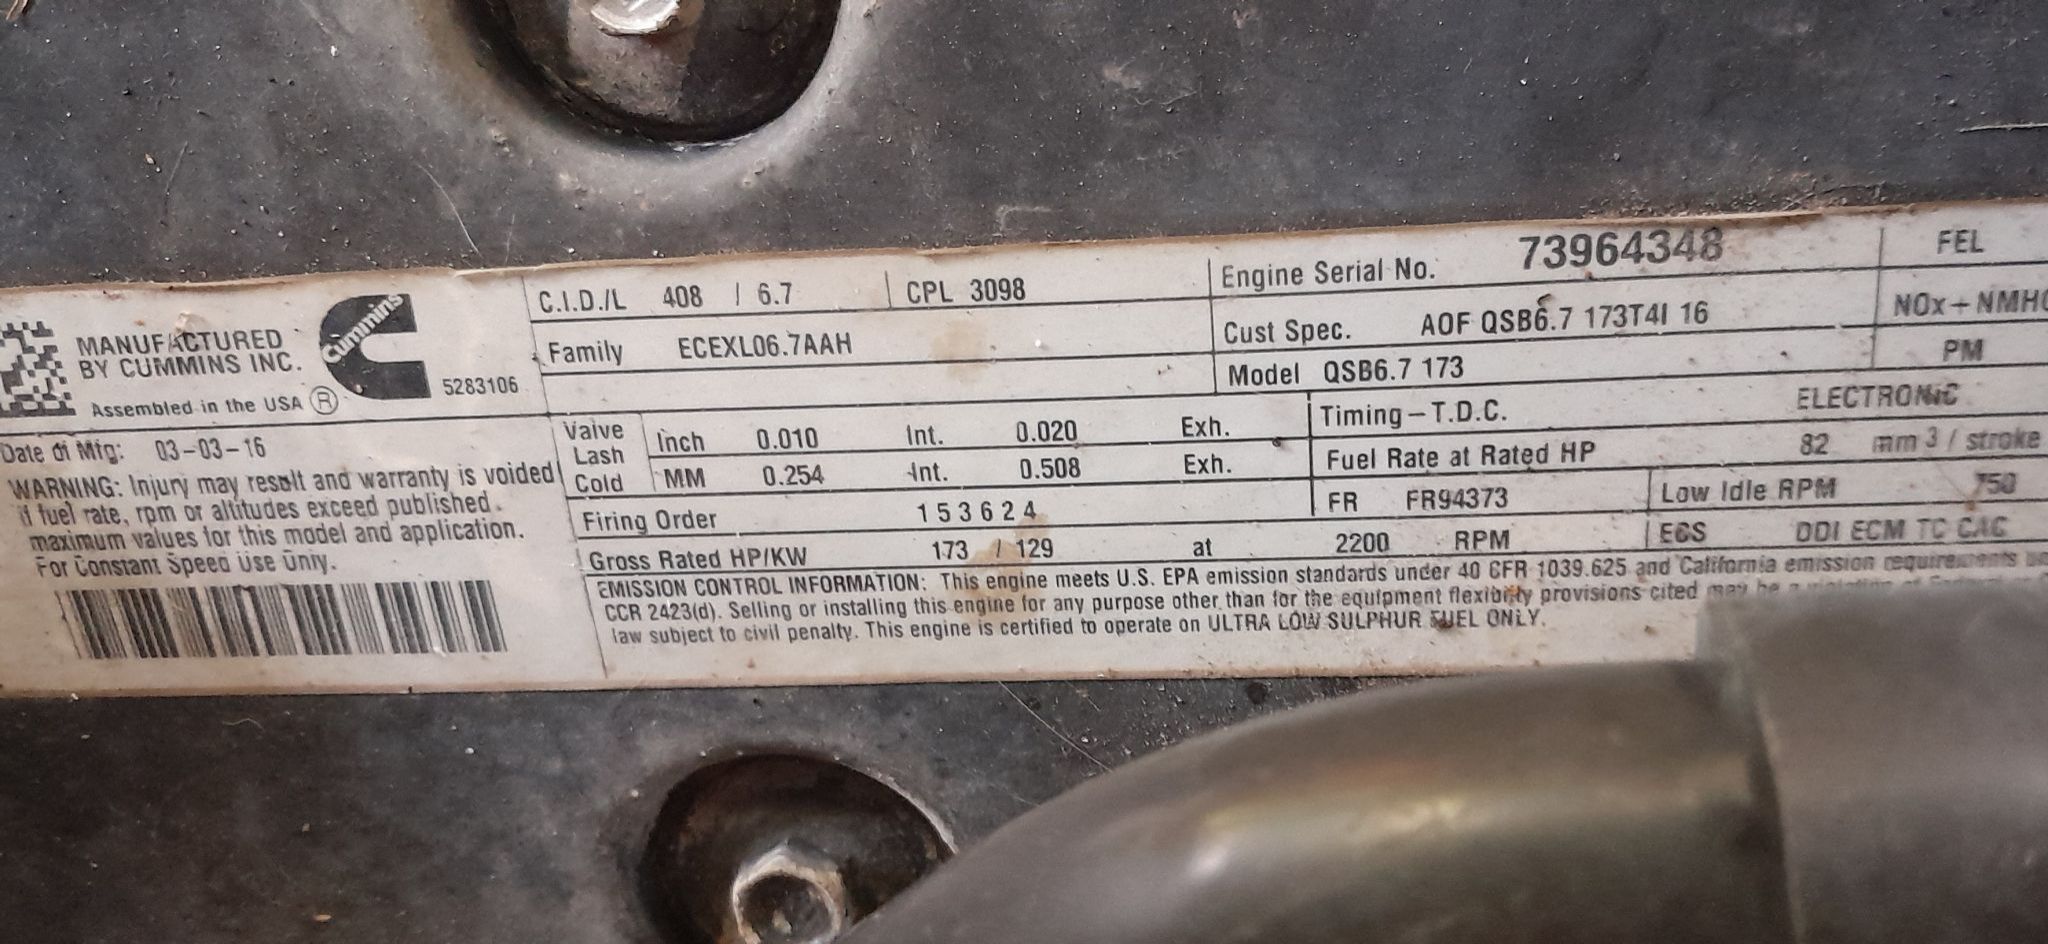 MANUFACTURED
BY CUMMINS INC.
Assembled in the USA ®
Cummins
5283106
Date of Mfg: 03-03-16
WARNING: Injury may result and warranty is voided
if fuel rate, rpm or altitudes exceed published
maximum values for this model and application.
For Constant Speed Use Only.
C.I.D./L 408 / 6.7
CPL 3098
Family ECEXL06.7AAH
Engine Serial No. 73964348
Cust Spec. AOF QSB6.7 173T4I 16
Model QSB6.7 173
FEL
NOx+NMHC
PM
Valve
Lash
Cold
Inch 0.010 Int. 0.020 Exh.
MM 0.254 Int. 0.508 Exh.
Timing-T.D.C. ELECTRONIC
Fuel Rate at Rated HP 82 mm3/stroke
Firing Order 1 5 3 6 2 4
FR FR94373
Low Idle RPM 750
Gross Rated HP/KW 173 / 129 at 2200 RPM
ECS DDI ECM TC CAC
EMISSION CONTROL INFORMATION: This engine meets U.S. EPA emission standards under 40 CFR 1039.625 and California emission requirements
CCR 2423(d). Selling or installing this engine for any purpose other than for the equipment flexibility provisions cited may be a violation of
law subject to civil penalty. This engine is certified to operate on ULTRA LOW SULPHUR FUEL ONLY.